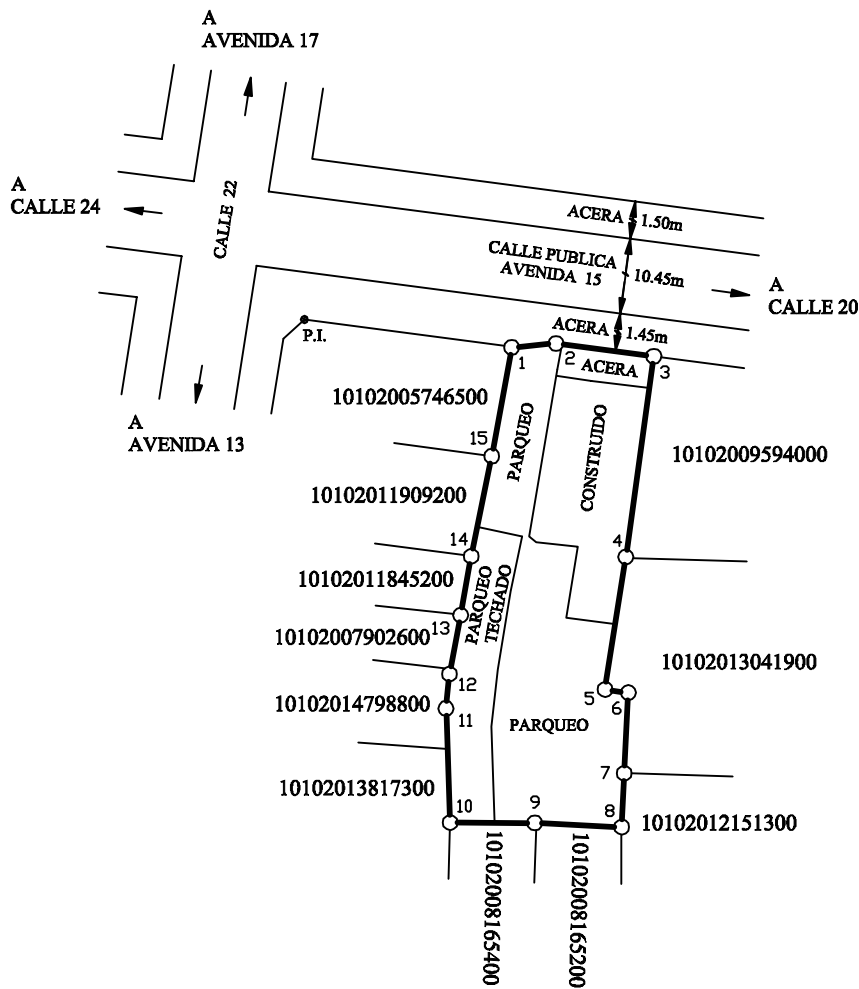 A
AVENIDA 17
A
CALLE 24
CALLE 22
ACERA
1.50m
CALLE PUBLICA
AVENIDA 15
10.45m
A
CALLE 20
ACERA
1.45m
P.I.
1
2
3
ACERA
A
AVENIDA 13
10102005746500
PARQUEO
CONSTRUIDO
10102009594000
15
10102011909200
14
4
10102011845200
PARQUEO
TECHADO
13
10102007902600
10102013041900
12
5
6
10102014798800
11
PARQUEO
7
10102013817300
10
9
8
10102012151300
10102008165400
10102008165200